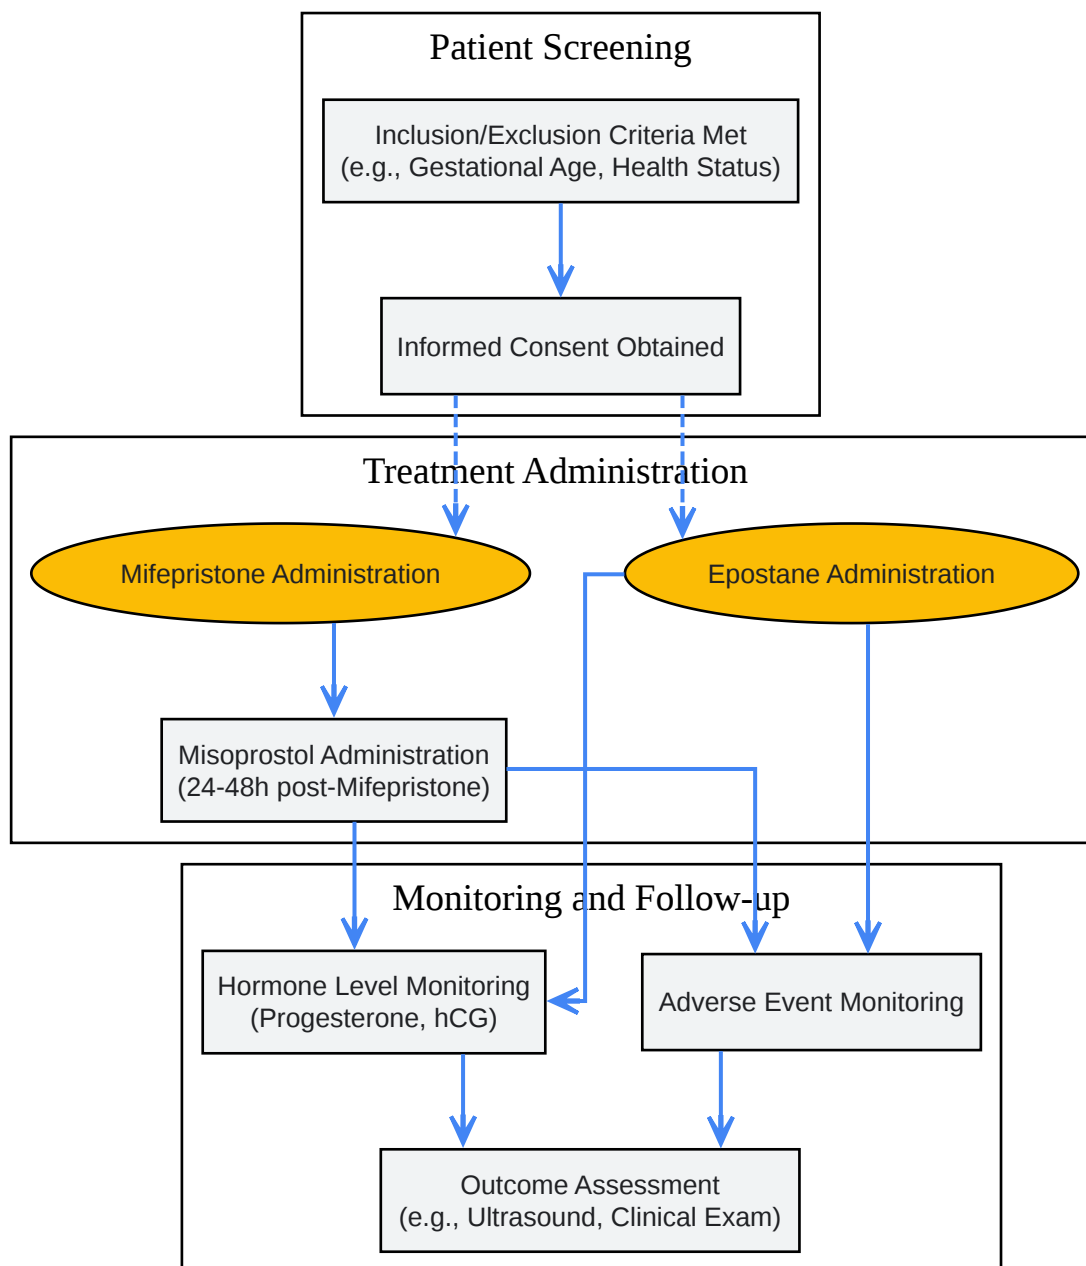 Patient Screening
Inclusion/Exclusion Criteria Met
(e.g., Gestational Age, Health Status)
Informed Consent Obtained
Treatment Administration
Mifepristone Administration
Epostane Administration
Misoprostol Administration
(24-48h post-Mifepristone)
Monitoring and Follow-up
Hormone Level Monitoring
(Progesterone, hCG)
Adverse Event Monitoring
Outcome Assessment
(e.g., Ultrasound, Clinical Exam)